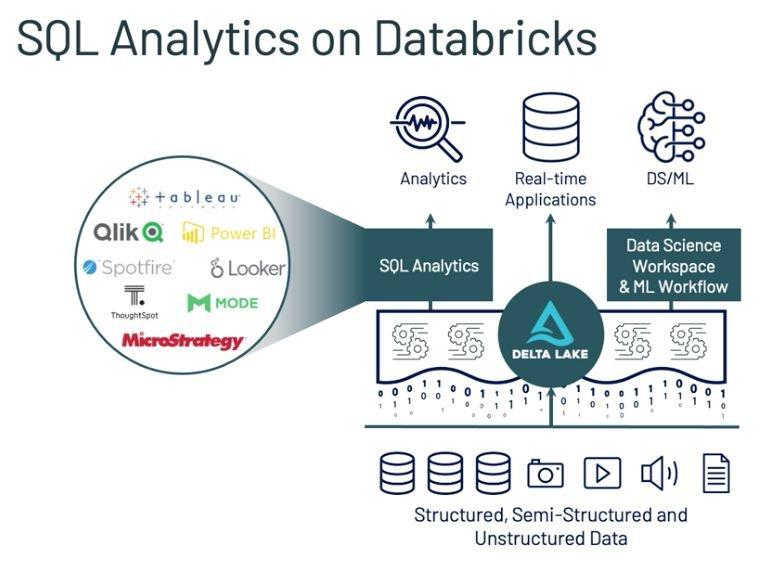 SQL Analytics on Databricks
Analytics
Real-time
Applications
DS/ML
tableau
SOFTWARE
Qlik Q
Power BI
Spotfire
Looker
T.
ThoughtSpot
MODE
MicroStrategy
SQL Analytics
Data Science
Workspace
& ML Workflow
DELTA LAKE
Structured, Semi-Structured and
Unstructured Data